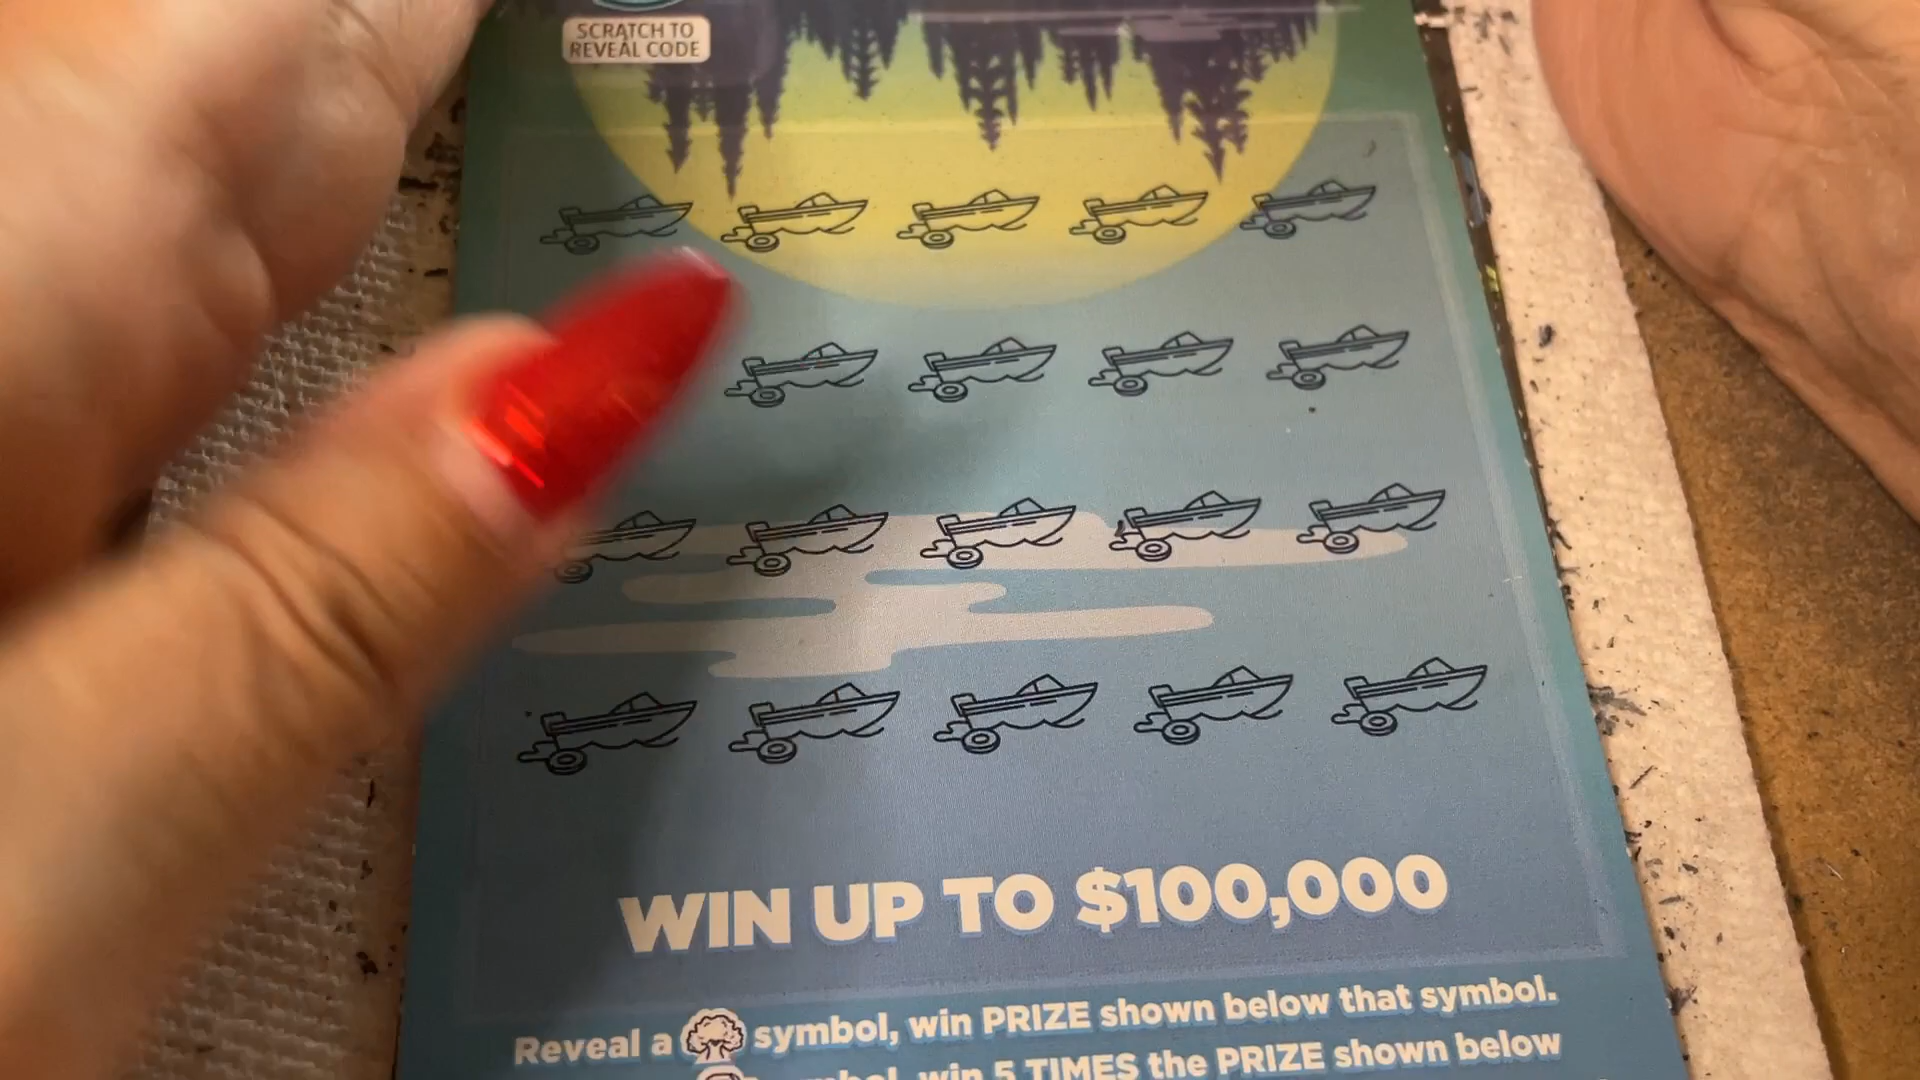 SCRATCH TO
REVEAL CODE
WIN UP TO $100,000
Reveal a symbol, win PRIZE shown below that symbol.
win 5 TIMES the PRIZE shown below